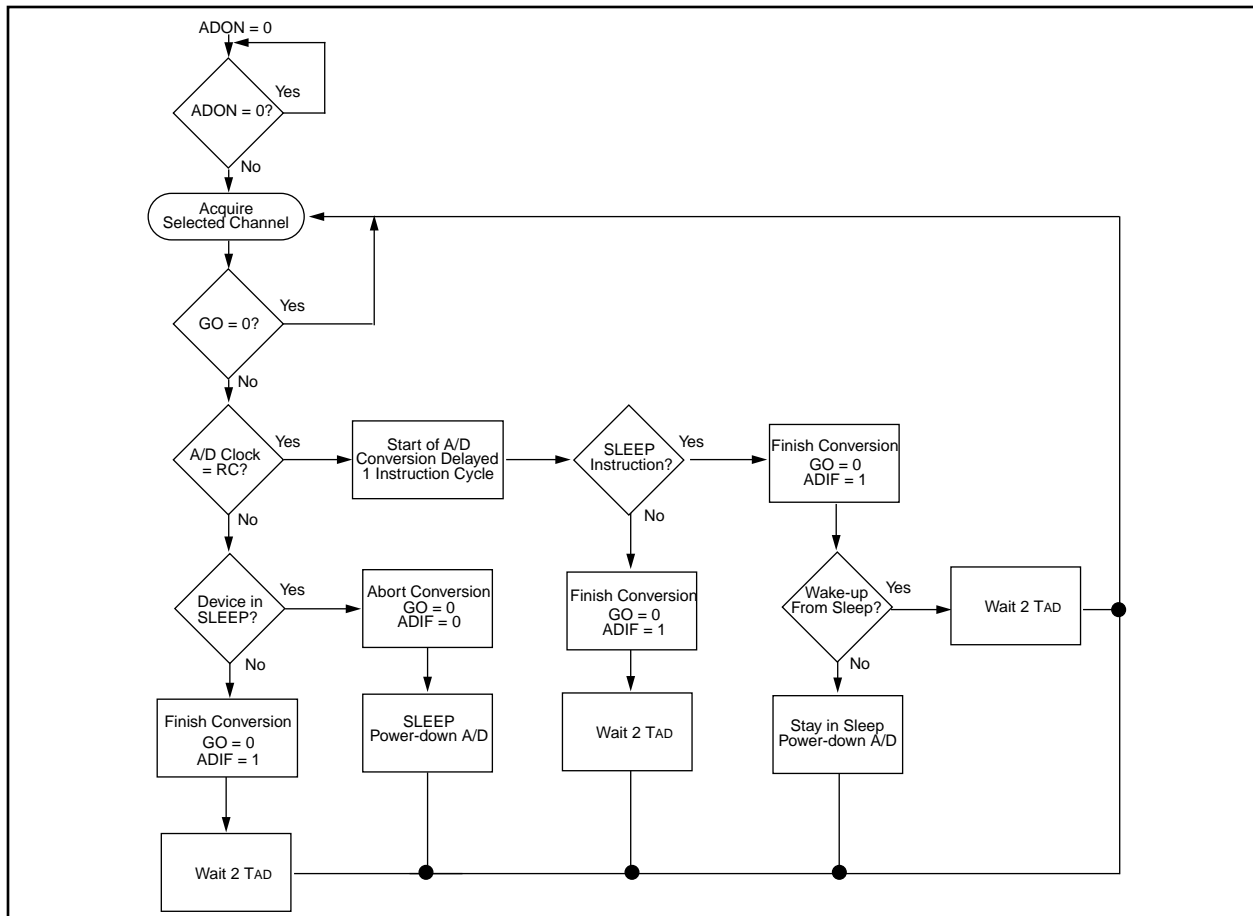 ADON = 0
Yes
ADON = 0?
No
Acquire
Selected Channel
Yes
GO = 0?
No
A/D Clock
= RC?
Yes
Start of A/D
Conversion Delayed
1 Instruction Cycle
SLEEP
Instruction?
Yes
Finish Conversion
GO = 0
ADIF = 1
No
No
Device in
SLEEP?
Yes
Abort Conversion
GO = 0
ADIF = 0
Finish Conversion
GO = 0
ADIF = 1
Wake-up
From Sleep?
Yes
Wait 2 TAD
No
No
Finish Conversion
GO = 0
ADIF = 1
SLEEP
Power-down A/D
Wait 2 TAD
Stay in Sleep
Power-down A/D
Wait 2 TAD